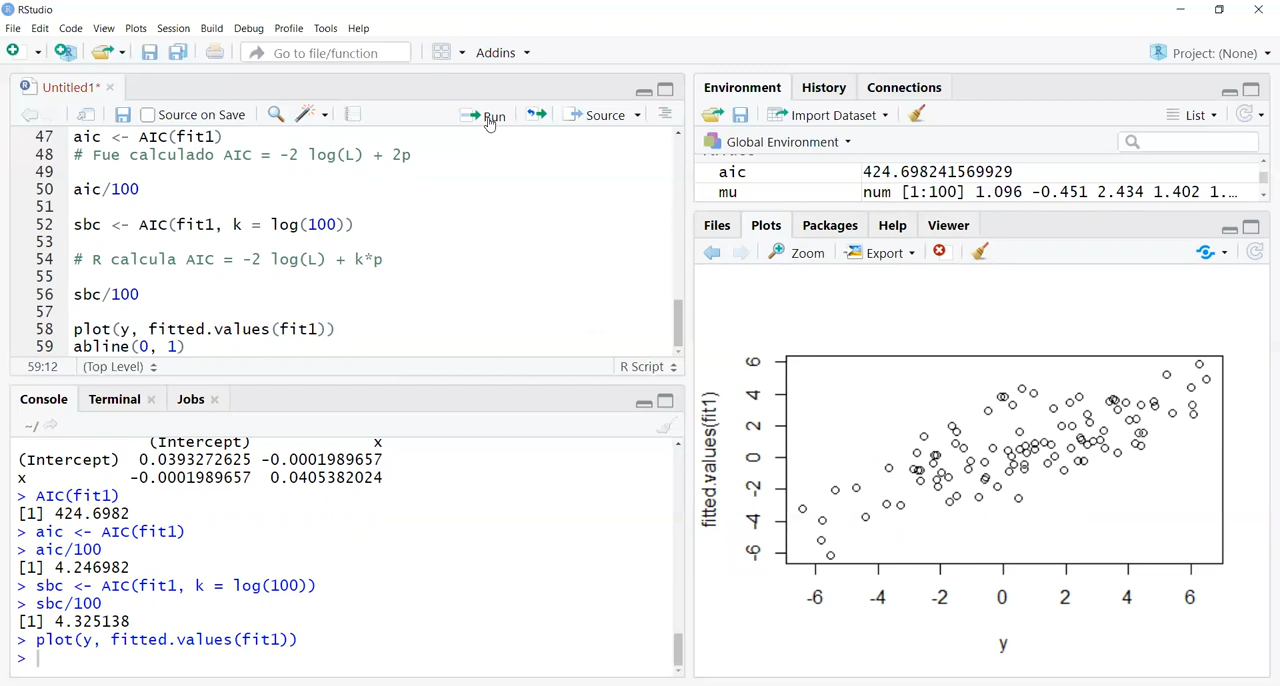 RStudio
File Edit Code View Plots Session Build Debug Profile Tools Help
Go to file/function Addins Project: (None)
Untitled1*
Source on Save Run Source
47 aic <- AIC(fit1)
48 # Fue calculado AIC = -2 log(L) + 2p
49
50 aic/100
51
52 sbc <- AIC(fit1, k = log(100))
53
54 # R calcula AIC = -2 log(L) + k*p
55
56 sbc/100
57
58 plot(y, fitted.values(fit1))
59 abline(0, 1)
59:12 (Top Level) R Script
Console Terminal Jobs
~/
(Intercept) x
(Intercept) 0.0393272625 -0.0001989657
x -0.0001989657 0.0405382024
> AIC(fit1)
[1] 424.6982
> aic <- AIC(fit1)
> aic/100
[1] 4.246982
> sbc <- AIC(fit1, k = log(100))
> sbc/100
[1] 4.325138
> plot(y, fitted.values(fit1))
>
Environment History Connections
Import Dataset List
Global Environment
aic 424.698241569929
mu num [1:100] 1.096 -0.451 2.434 1.402 1....
Files Plots Packages Help Viewer
Zoom Export
fitted.values(fit1)
6
4
2
0
-2
-4
-6
-6 -4 -2 0 2 4 6
y